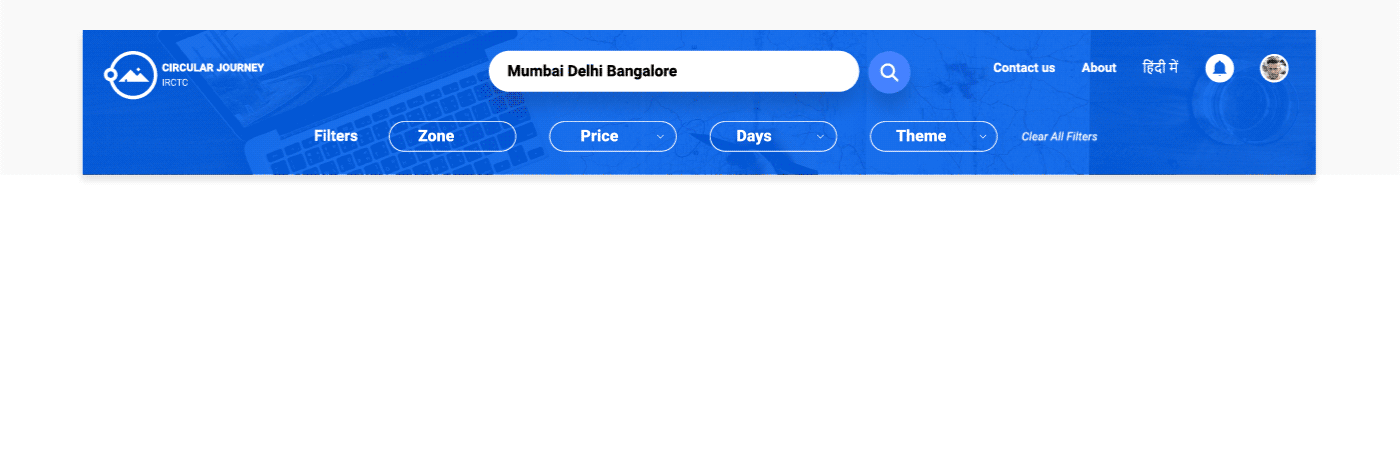 CIRCULAR JOURNEY
IRCTC
Mumbai Delhi Bangalore
Contact us
About
हिंदी में
Filters
Zone
Price
Days
Theme
Clear All Filters